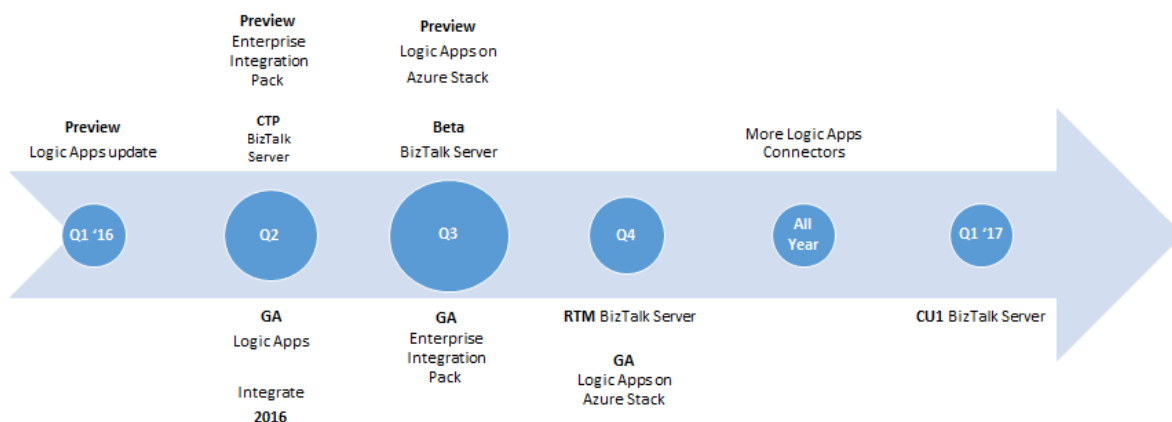 Preview
Enterprise
Integration
Pack
Preview
Logic Apps on
Azure Stack
Preview
Logic Apps update
CTP
BizTalk
Server
Beta
BizTalk Server
More Logic Apps
Connectors
Q1 ‘16
Q2
Q3
Q4
All
Year
Q1 ‘17
GA
Logic Apps
Integrate
2016
GA
Enterprise
Integration
Pack
RTM BizTalk Server
GA
Logic Apps on
Azure Stack
CU1 BizTalk Server